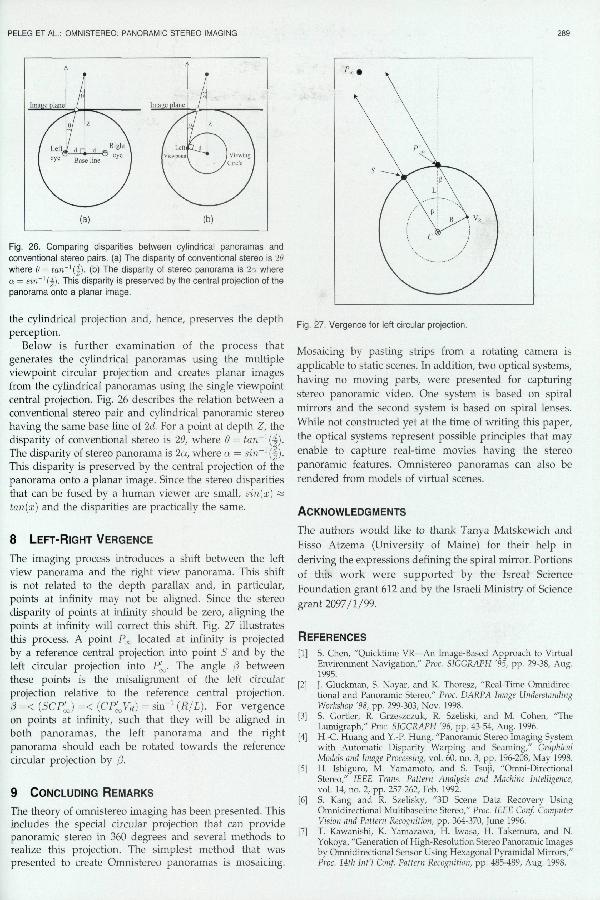 PELEG ET AL.: OMNISTEREO: PANORAMIC STEREO IMAGING
289
Image plane
Z
Left
eye
d
d
Right
eye
Base line
(a)
Image plane
Z
Left
viewpoint
d
Viewing
Circle
(b)
Fig. 26. Comparing disparities between cylindrical panoramas and
conventional stereo pairs. (a) The disparity of conventional stereo is 2θ
where θ = tan⁻¹(d/Z). (b) The disparity of stereo panorama is 2α where
α = sin⁻¹(d/Z). This disparity is preserved by the central projection of the
panorama onto a planar image.
the cylindrical projection and, hence, preserves the depth
perception.
Below is further examination of the process that
generates the cylindrical panoramas using the multiple
viewpoint circular projection and creates planar images
from the cylindrical panoramas using the single viewpoint
central projection. Fig. 26 describes the relation between a
conventional stereo pair and cylindrical panoramic stereo
having the same base line of 2d. For a point at depth Z, the
disparity of conventional stereo is 2θ, where θ = tan⁻¹(d/Z).
The disparity of stereo panorama is 2α, where α = sin⁻¹(d/Z).
This disparity is preserved by the central projection of the
panorama onto a planar image. Since the stereo disparities
that can be fused by a human viewer are small, sin(x) ≈
tan(x) and the disparities are practically the same.
8 LEFT-RIGHT VERGENCE
The imaging process introduces a shift between the left
view panorama and the right view panorama. This shift
is not related to the depth parallax and, in particular,
points at infinity may not be aligned. Since the stereo
disparity of points at infinity should be zero, aligning the
points at infinity will correct this shift. Fig. 27 illustrates
this process. A point P∞ located at infinity is projected
by a reference central projection into point S and by the
left circular projection into P′∞. The angle β between
these points is the misalignment of the left circular
projection relative to the reference central projection.
β =< (SCP′∞) =< (CP′∞Vβ) = sin⁻¹(R/L). For vergence
on points at infinity, such that they will be aligned in
both panoramas, the left panorama and the right
panorama should each be rotated towards the reference
circular projection by β.
9 CONCLUDING REMARKS
The theory of omnistereo imaging has been presented. This
includes the special circular projection that can provide
panoramic stereo in 360 degrees and several methods to
realize this projection. The simplest method that was
presented to create Omnistereo panoramas is mosaicing.
P∞
P′∞
S
β
L
β
R
Vβ
C
Fig. 27. Vergence for left circular projection.
Mosaicing by pasting strips from a rotating camera is
applicable to static scenes. In addition, two optical systems,
having no moving parts, were presented for capturing
stereo panoramic video. One system is based on spiral
mirrors and the second system is based on spiral lenses.
While not constructed yet at the time of writing this paper,
the optical systems represent possible principles that may
enable to capture real-time movies having the stereo
panoramic features. Omnistereo panoramas can also be
rendered from models of virtual scenes.
ACKNOWLEDGMENTS
The authors would like to thank Tanya Matskewich and
Eisso Atzema (University of Maine) for their help in
deriving the expressions defining the spiral mirror. Portions
of this work were supported by the Isreal Science
Foundation grant 612 and by the Israeli Ministry of Science
grant 2097/1/99.
REFERENCES
[1] S. Chen, "Quicktime VR—An Image-Based Approach to Virtual
Environment Navigation," Proc. SIGGRAPH '95, pp. 29-38, Aug.
1995.
[2] J. Gluckman, S. Nayar, and K. Thoresz, "Real-Time Omnidirec-
tional and Panoramic Stereo," Proc. DARPA Image Understanding
Workshop '98, pp. 299-303, Nov. 1998.
[3] S. Gortler, R. Grzeszczuk, R. Szeliski, and M. Cohen, "The
Lumigraph," Proc. SIGGRAPH '96, pp. 43-54, Aug. 1996.
[4] H.-C. Huang and Y.-P. Hung, "Panoramic Stereo Imaging System
with Automatic Disparity Warping and Seaming," Graphical
Models and Image Processing, vol. 60, no. 3, pp. 196-208, May 1998.
[5] H. Ishiguro, M. Yamamoto, and S. Tsuji, "Omni-Directional
Stereo," IEEE Trans. Pattern Analysis and Machine Intelligence,
vol. 14, no. 2, pp. 257-262, Feb. 1992.
[6] S. Kang and R. Szelisky, "3D Scene Data Recovery Using
Omnidirectional Multibaseline Stereo," Proc. IEEE Conf. Computer
Vision and Pattern Recognition, pp. 364-370, June 1996.
[7] T. Kawanishi, K. Yamazawa, H. Iwasa, H. Takemura, and N.
Yokoya, "Generation of High-Resolution Stereo Panoramic Images
by Omnidirectional Sensor Using Hexagonal Pyramidal Mirrors,"
Proc. 14th Int'l Conf. Pattern Recognition, pp. 485-489, Aug. 1998.